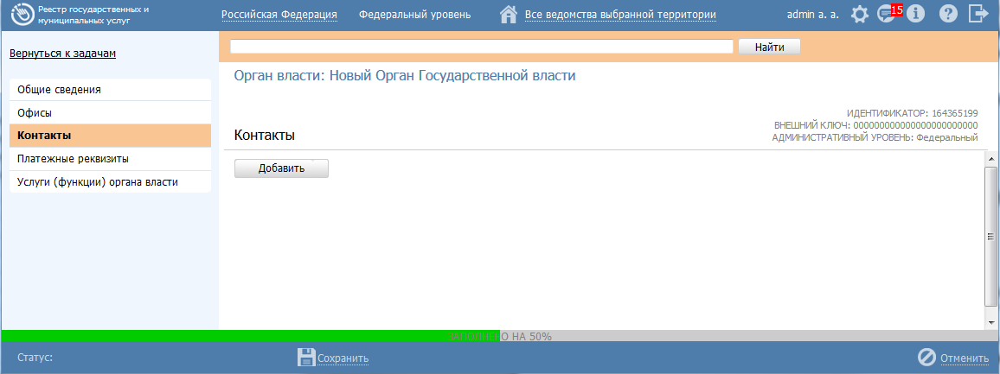 Реестр государственных и
муниципальных услуг
Российская Федерация
Федеральный уровень
Все ведомства выбранной территории
admin a. a.
15
Вернуться к задачам
Найти
Общие сведения
Офисы
Контакты
Платежные реквизиты
Услуги (функции) органа власти
Орган власти: Новый Орган Государственной власти
ИДЕНТИФИКАТОР: 164365199
ВНЕШНИЙ КЛЮЧ: 000000000000000000000000
АДМИНИСТРАТИВНЫЙ УРОВЕНЬ: Федеральный
Контакты
Добавить
ЗАПОЛНЕНО НА 50%
Статус:
Сохранить
Отменить